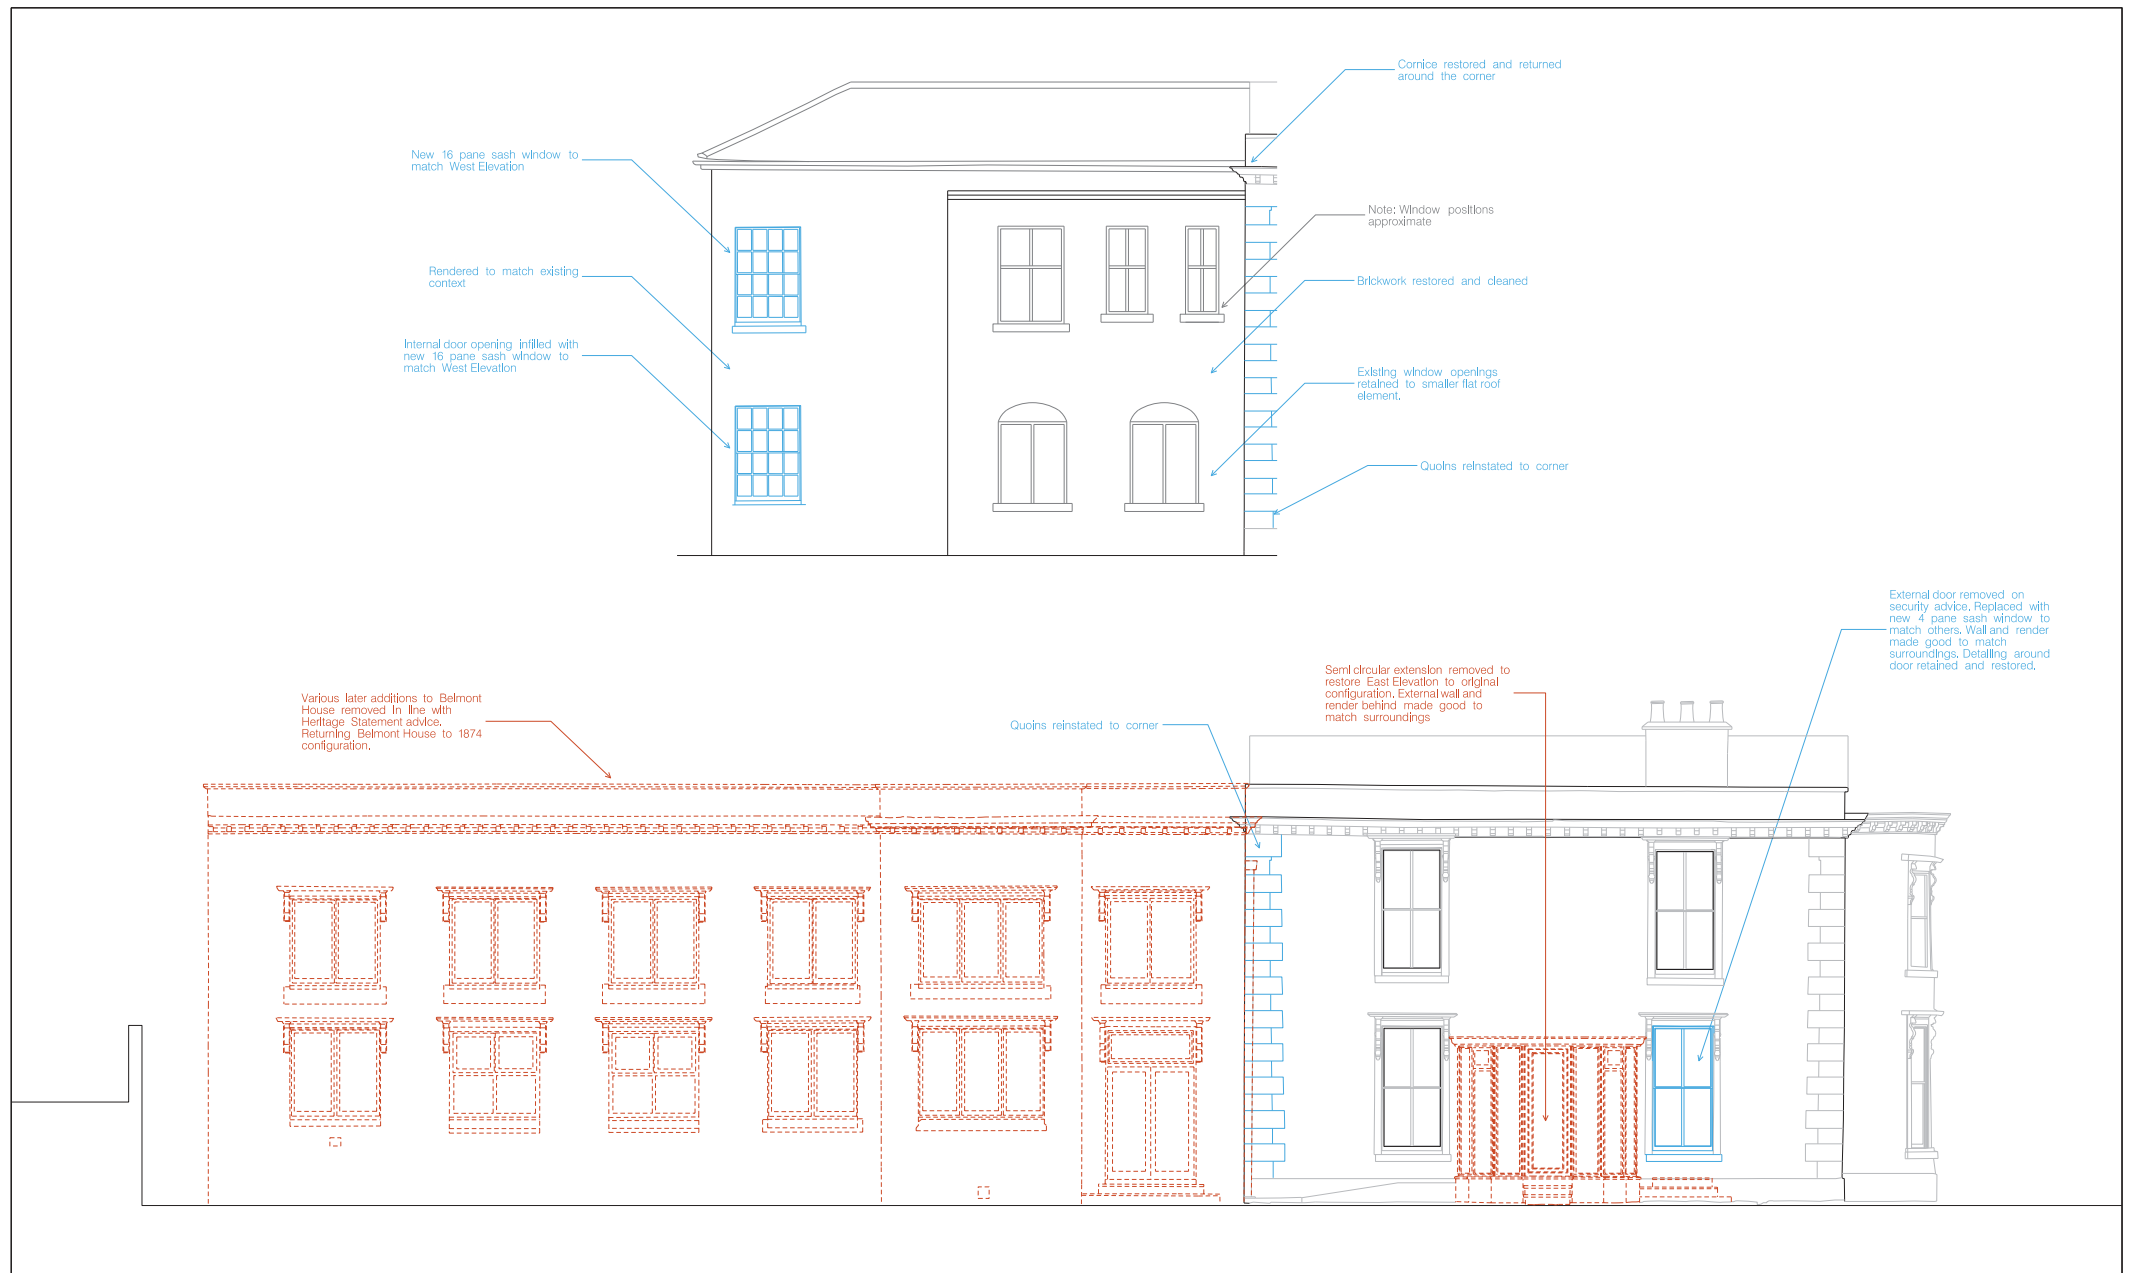 Cornice restored and returned
around the corner
New 16 pane sash window to
match West Elevation
Note: Window positions
approximate
Rendered to match existing
context
Brickwork restored and cleaned
Internal door opening infilled with
new 16 pane sash window to
match West Elevation
Existing window openings
retained to smaller flat roof
element.
Quoins reinstated to corner
External door removed on
security advice. Replaced with
new 4 pane sash window to
match others. Wall and render
made good to match
surroundings. Detailing around
door retained and restored.
Semi circular extension removed to
restore East Elevation to original
configuration. External wall and
render behind made good to
match surroundings
Various later additions to Belmont
House removed in line with
Heritage Statement advice.
Returning Belmont House to 1874
configuration.
Quoins reinstated to corner